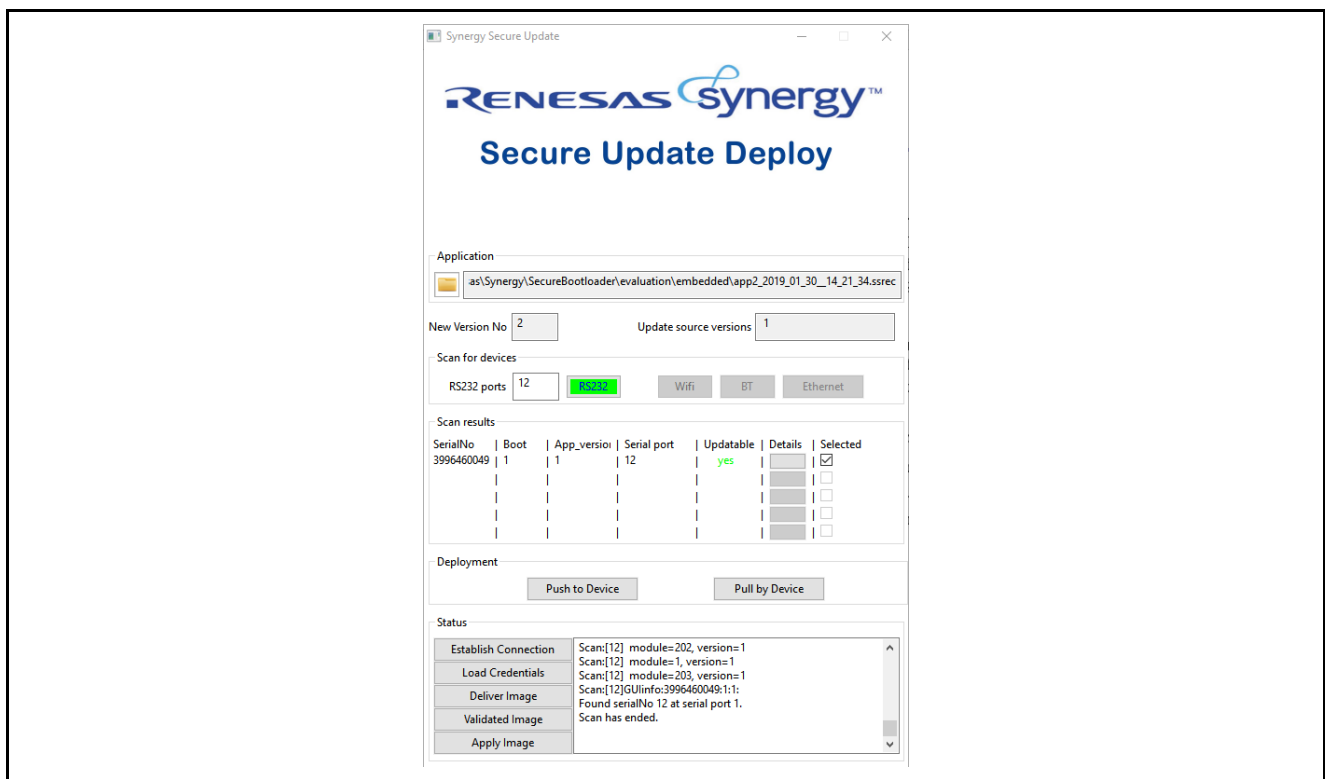 Synergy Secure Update
RENESAS synergy™
Secure Update Deploy
Application
as\Synergy\SecureBootloader\evaluation\embedded\app2_2019_01_30__14_21_34.ssrec
New Version No 2 Update source versions 1
Scan for devices
RS232 ports 12 RS232 Wifi BT Ethernet
Scan results
SerialNo | Boot | App_version | Serial port | Updatable | Details | Selected
3996460049 | 1 | 1 | 12 | yes | |
Deployment
Push to Device Pull by Device
Status
Establish Connection
Load Credentials
Deliver Image
Validated Image
Apply Image
Scan:[12] module=202, version=1
Scan:[12] module=1, version=1
Scan:[12] module=203, version=1
Scan:[12]GUIinfo:3996460049:1:1:
Found serialNo 12 at serial port 1.
Scan has ended.